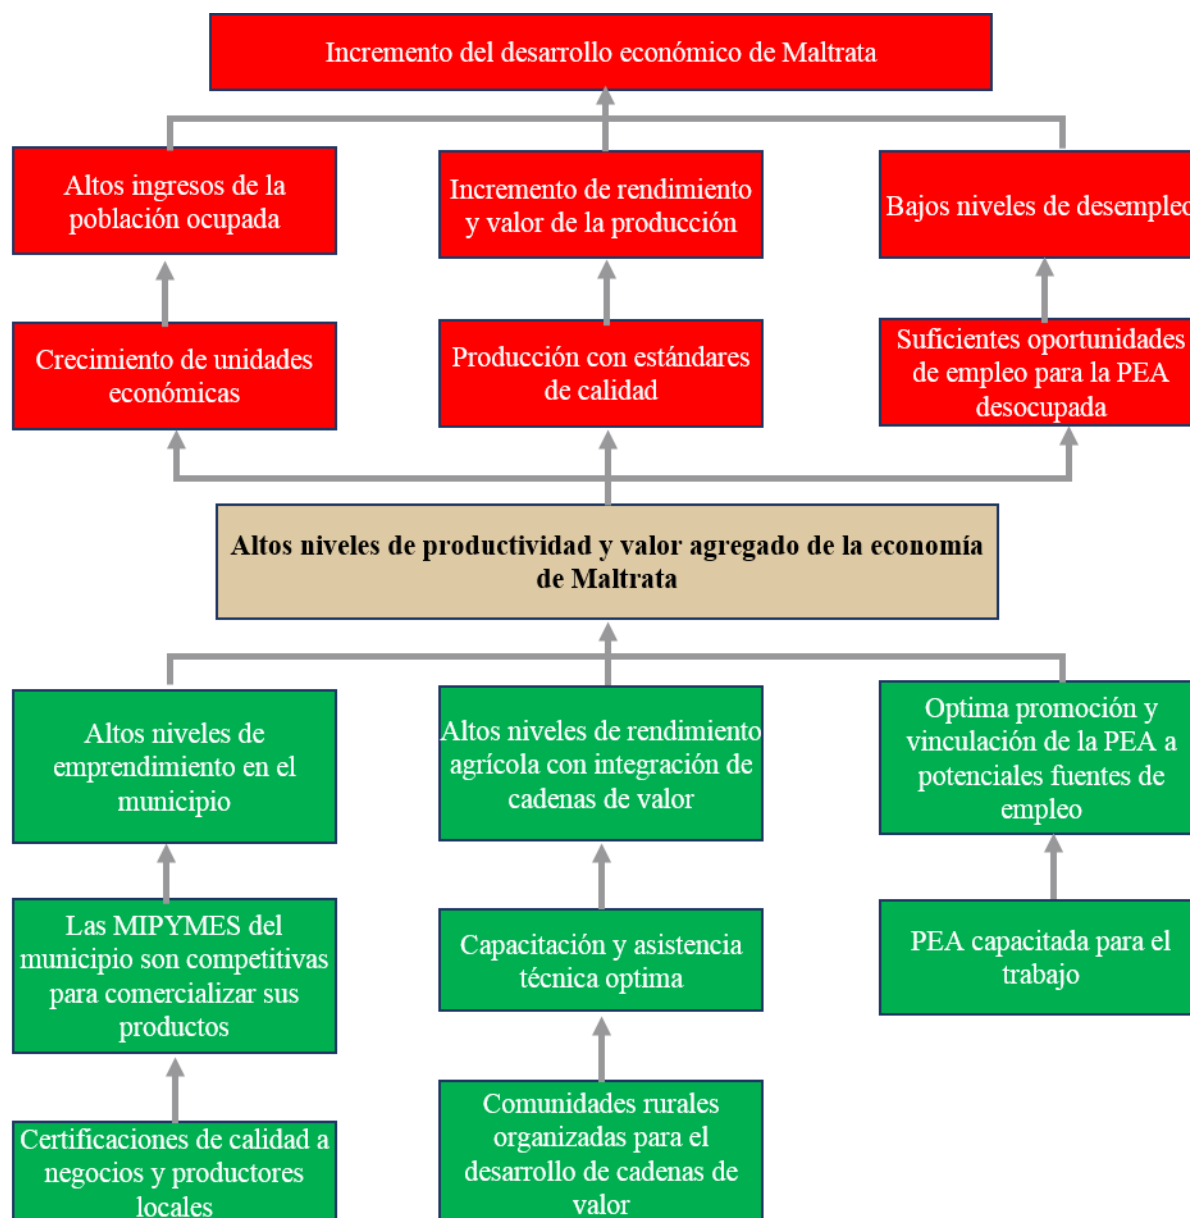 Incremento del desarrollo económico de Maltrata
Altos ingresos de la
población ocupada
Incremento de rendimiento
y valor de la producción
Bajos niveles de desempleo
Crecimiento de unidades
económicas
Producción con estándares
de calidad
Suficientes oportunidades
de empleo para la PEA
desocupada
Altos niveles de productividad y valor agregado de la economía
de Maltrata
Altos niveles de
emprendimiento en el
municipio
Altos niveles de rendimiento
agrícola con integración de
cadenas de valor
Optima promoción y
vinculación de la PEA a
potenciales fuentes de
empleo
Las MIPYMES del
municipio son competitivas
para comercializar sus
productos
Capacitación y asistencia
técnica optima
PEA capacitada para el
trabajo
Certificaciones de calidad a
negocios y productores
locales
Comunidades rurales
organizadas para el
desarrollo de cadenas de
valor